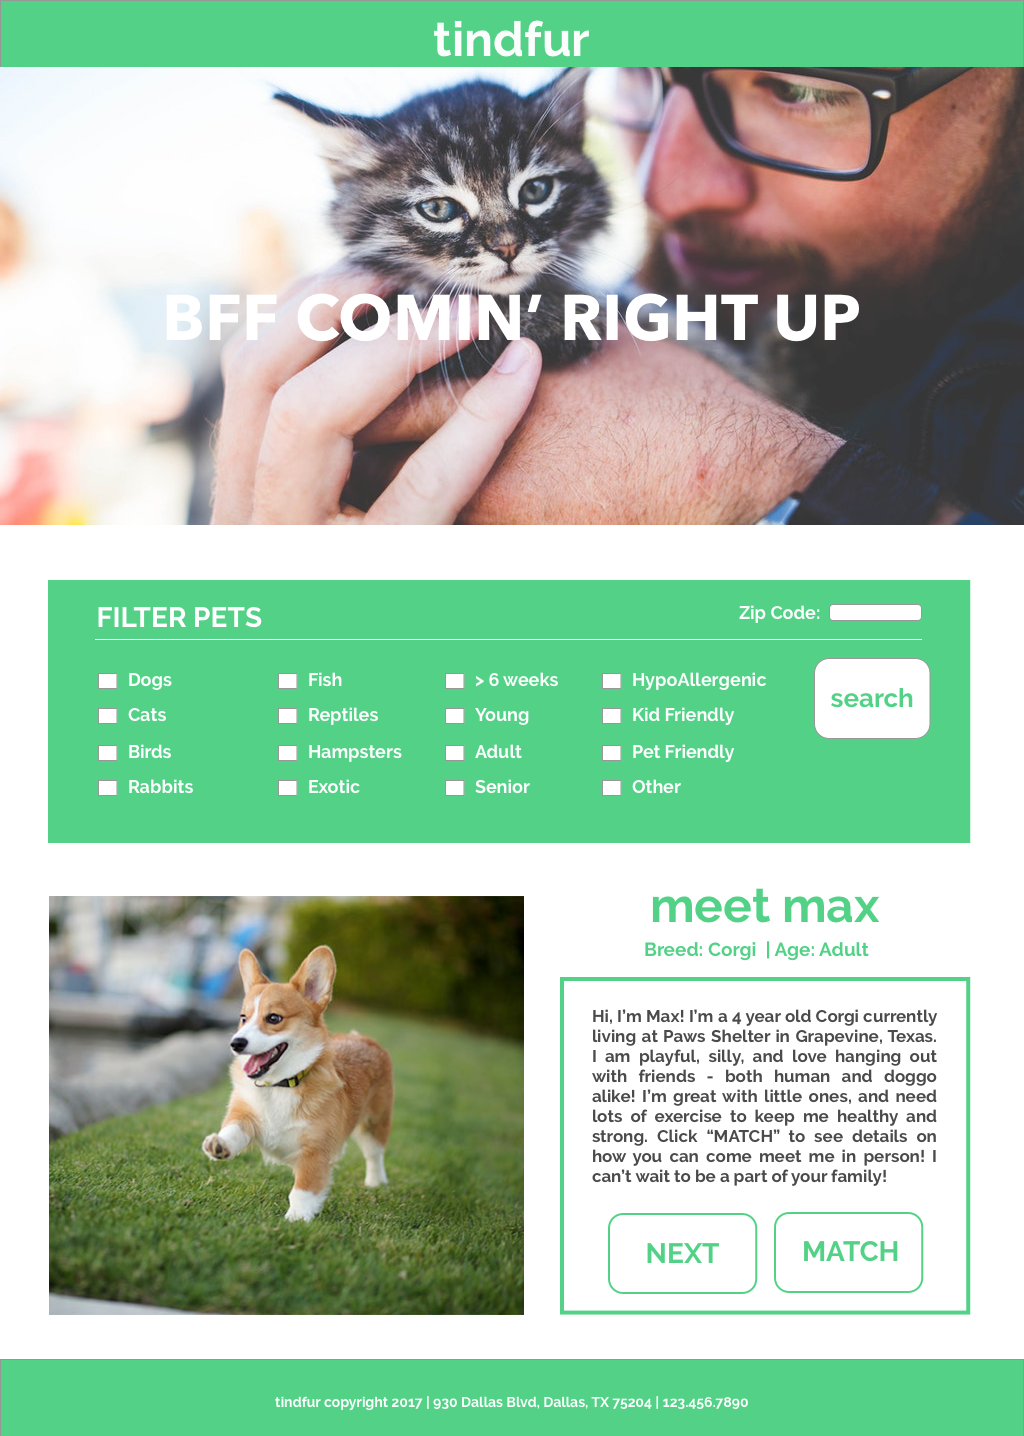 tindfur
BFF COMIN’ RIGHT UP
FILTER PETS
Zip Code:
Dogs
Fish
> 6 weeks
HypoAllergenic
search
Cats
Reptiles
Young
Kid Friendly
Birds
Hampsters
Adult
Pet Friendly
Rabbits
Exotic
Senior
Other
meet max
Breed: Corgi | Age: Adult
Hi, I’m Max! I’m a 4 year old Corgi currently
living at Paws Shelter in Grapevine, Texas.
I am playful, silly, and love hanging out
with friends - both human and doggo
alike! I’m great with little ones, and need
lots of exercise to keep me healthy and
strong. Click “MATCH” to see details on
how you can come meet me in person! I
can’t wait to be a part of your family!
NEXT
MATCH
tindfur copyright 2017 | 930 Dallas Blvd, Dallas, TX 75204 | 123.456.7890